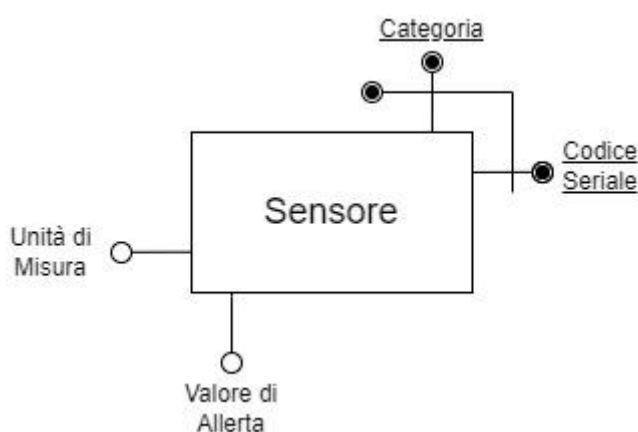 Categoria
Codice
Seriale
Sensore
Unità di
Misura
Valore di
Allerta